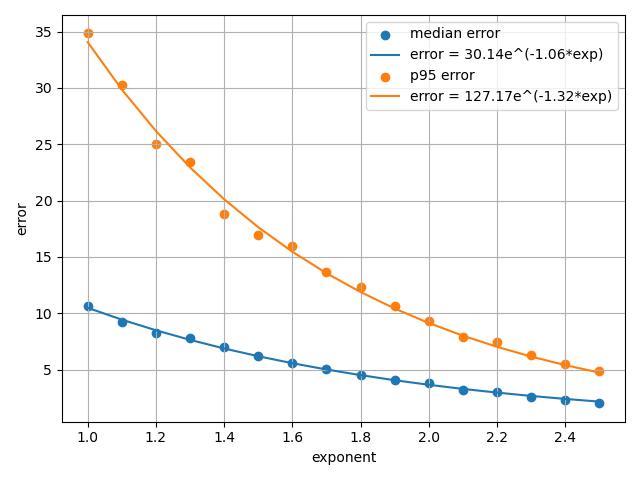 35
30
25
20
15
10
5
error
1.0 1.2 1.4 1.6 1.8 2.0 2.2 2.4
exponent
median error
error = 30.14e^(-1.06*exp)
p95 error
error = 127.17e^(-1.32*exp)